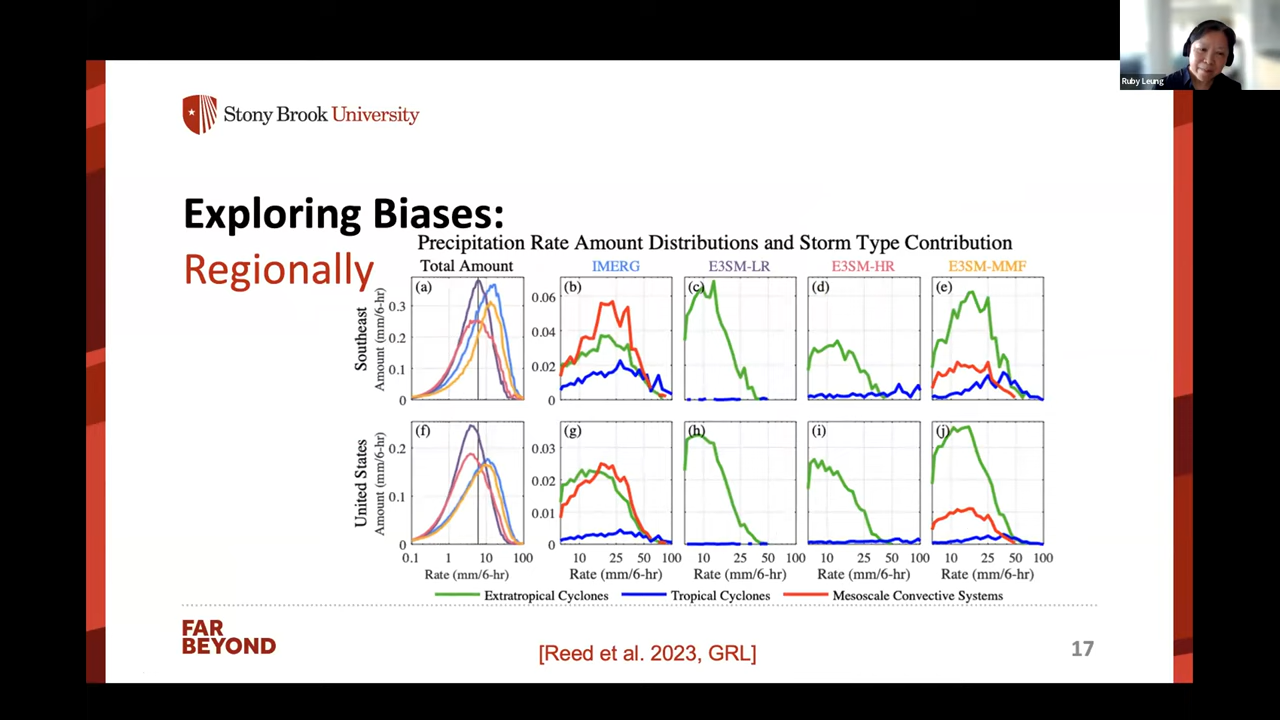 Ruby Leung
Stony Brook University
Exploring Biases:
Regionally
Precipitation Rate Amount Distributions and Storm Type Contribution
Total Amount
IMERG
E3SM-LR
E3SM-HR
E3SM-MMF
Southeast
Amount (mm/6-hr)
(a)
(b)
(c)
(d)
(e)
0.3
0.2
0.1
0
0.06
0.04
0.02
0
United States
Amount (mm/6-hr)
(f)
(g)
(h)
(i)
(j)
0.2
0.1
0
0.03
0.02
0.01
0
0.1 1 10 100
10 25 50 100
10 25 50 100
10 25 50 100
10 25 50 100
Rate (mm/6-hr)
Rate (mm/6-hr)
Rate (mm/6-hr)
Rate (mm/6-hr)
Rate (mm/6-hr)
Extratropical Cyclones
Tropical Cyclones
Mesoscale Convective Systems
FAR
BEYOND
[Reed et al. 2023, GRL]
17